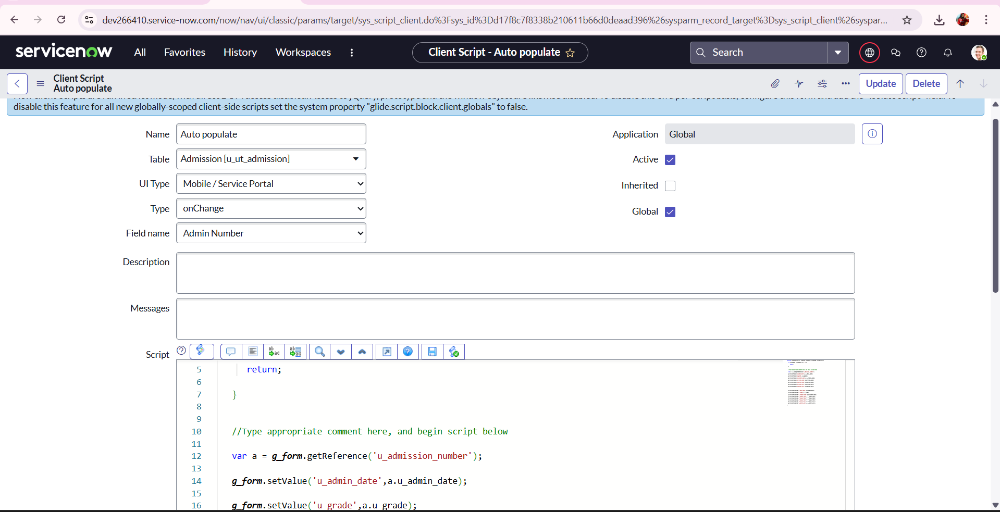 dev266410.service-now.com/now/nav/ui/classic/params/target/sys_script_client.do%3Fsys_id%3Dd17f8c7f8338b210611b66d0deaad396%26sysparm_record_target%3Dsys_script_client%26syspar...
servicenow All Favorites History Workspaces Client Script - Auto populate Search
Client Script
Auto populate
Update Delete
disable this feature for all new globally-scoped client-side scripts set the system property "glide.script.block.client.globals" to false.
Name Auto populate Application Global
Table Admission [u_ut_admission] Active
UI Type Mobile / Service Portal Inherited
Type onChange Global
Field name Admin Number
Description
Messages
Script
5 return;
6
7 }
8
9
10 //Type appropriate comment here, and begin script below
11
12 var a = g_form.getReference('u_admission_number');
13
14 g_form.setValue('u_admin_date',a.u_admin_date);
15
16 g_form.setValue('u_grade',a.u_grade);